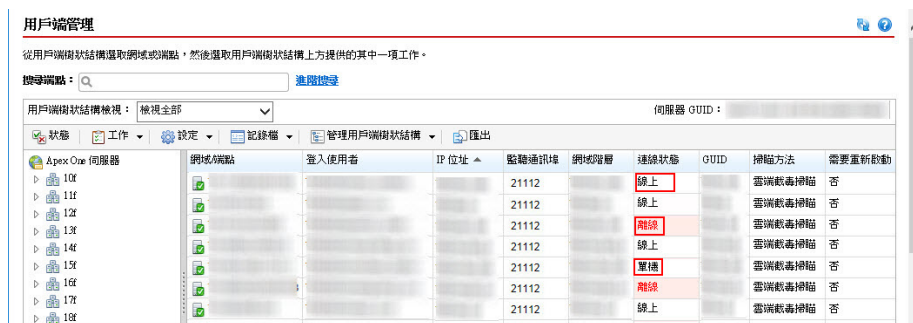 用戶端管理
從用戶端樹狀結構選取網域或端點，然後選取用戶端樹狀結構上方提供的其中一項工作。
搜尋端點： 進階搜尋
用戶端樹狀結構檢視： 檢視全部 伺服器 GUID：
狀態 工作 設定 記錄檔 管理用戶端樹狀結構 匯出
Apex One 伺服器 網域/端點 登入使用者 IP 位址 監聽通訊埠 網域階層 連線狀態 GUID 掃瞄方法 需要重新啟動
10f 21112 線上 雲端截毒掃瞄 否
11f 21112 線上 雲端截毒掃瞄 否
12f 21112 離線 雲端截毒掃瞄 否
13f 21112 線上 雲端截毒掃瞄 否
14f 21112 單機 雲端截毒掃瞄 否
15f 21112 離線 雲端截毒掃瞄 否
16f 21112 線上 雲端截毒掃瞄 否
17f
18f